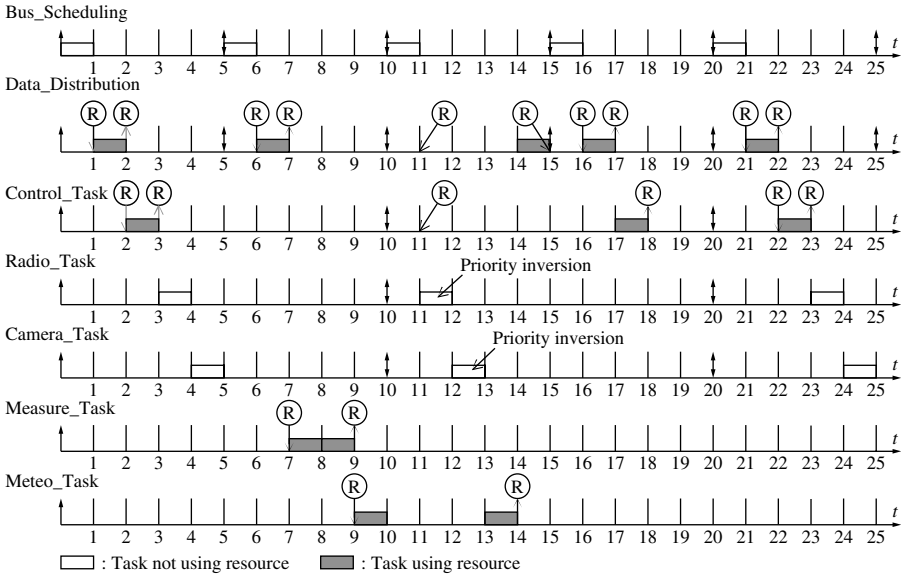 Bus_Scheduling
t
1 2 3 4 5 6 7 8 9 10 11 12 13 14 15 16 17 18 19 20 21 22 23 24 25
Data_Distribution
R R R R R R R R R R
t
1 2 3 4 5 6 7 8 9 10 11 12 13 14 15 16 17 18 19 20 21 22 23 24 25
Control_Task R R R R R R
t
1 2 3 4 5 6 7 8 9 10 11 12 13 14 15 16 17 18 19 20 21 22 23 24 25
Radio_Task
Priority inversion
t
1 2 3 4 5 6 7 8 9 10 11 12 13 14 15 16 17 18 19 20 21 22 23 24 25
Camera_Task
Priority inversion
t
1 2 3 4 5 6 7 8 9 10 11 12 13 14 15 16 17 18 19 20 21 22 23 24 25
Measure_Task
R R
t
1 2 3 4 5 6 7 8 9 10 11 12 13 14 15 16 17 18 19 20 21 22 23 24 25
Meteo_Task
R R
t
1 2 3 4 5 6 7 8 9 10 11 12 13 14 15 16 17 18 19 20 21 22 23 24 25
: Task not using resource : Task using resource